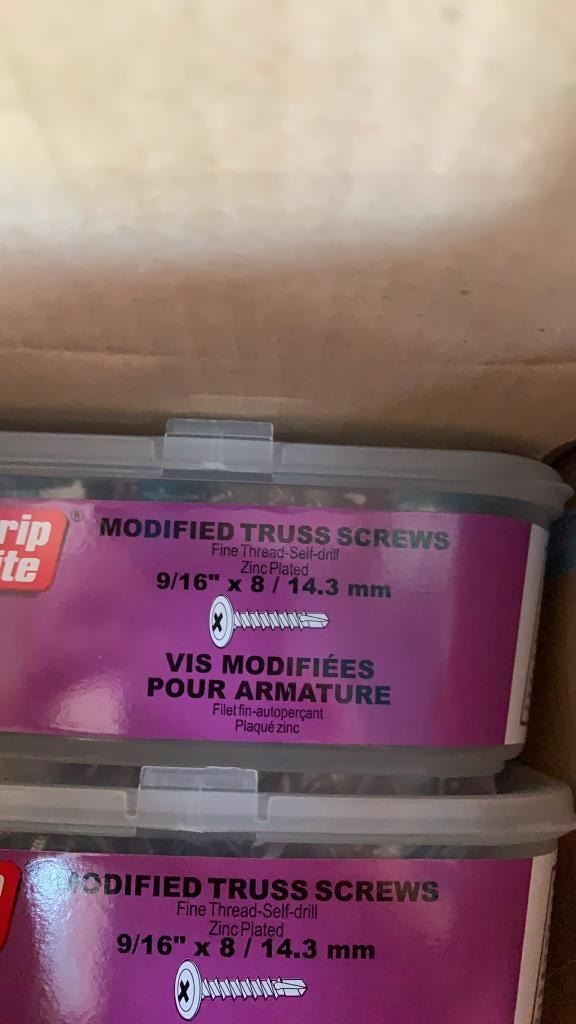 rip
ite
®
MODIFIED TRUSS SCREWS
Fine Thread-Self-drill
Zinc Plated
9/16" x 8 / 14.3 mm
VIS MODIFIÉES
POUR ARMATURE
Filet fin-autoperçant
Plaqué zinc
MODIFIED TRUSS SCREWS
Fine Thread-Self-drill
Zinc Plated
9/16" x 8 / 14.3 mm